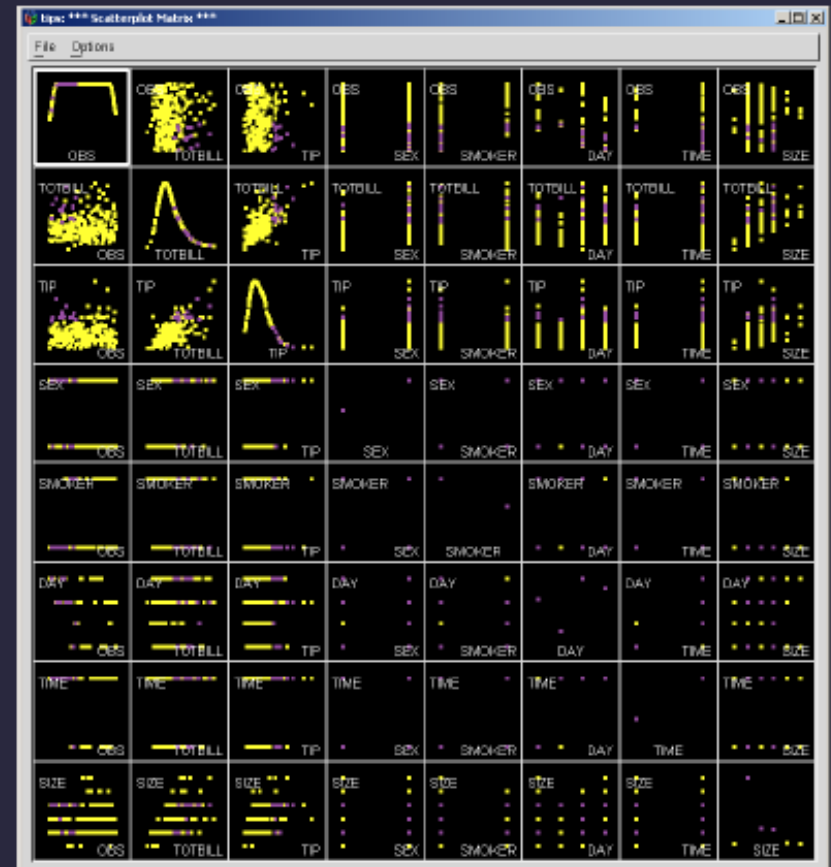 tips: *** Scatterplot Matrix ***
File Options
OBS OBS OBS OBS OBS OBS OBS
OBS TOTBILL TIP SEX SMOKER DAY TIME SIZE
TOTBILL TOTBILL TOTBILL TOTBILL TOTBILL TOTBILL TOTBILL
OBS TOTBILL TIP SEX SMOKER DAY TIME SIZE
TIP TIP TIP TIP TIP TIP TIP
OBS TOTBILL TIP SEX SMOKER DAY TIME SIZE
SEX SEX SEX SEX SEX SEX SEX
OBS TOTBILL TIP SEX SMOKER DAY TIME SIZE
SMOKER SMOKER SMOKER SMOKER SMOKER SMOKER SMOKER
OBS TOTBILL TIP SEX SMOKER DAY TIME SIZE
DAY DAY DAY DAY DAY DAY DAY
OBS TOTBILL TIP SEX SMOKER DAY TIME SIZE
TIME TIME TIME TIME TIME TIME TIME
OBS TOTBILL TIP SEX SMOKER DAY TIME SIZE
SIZE SIZE SIZE SIZE SIZE SIZE SIZE
OBS TOTBILL TIP SEX SMOKER DAY TIME SIZE